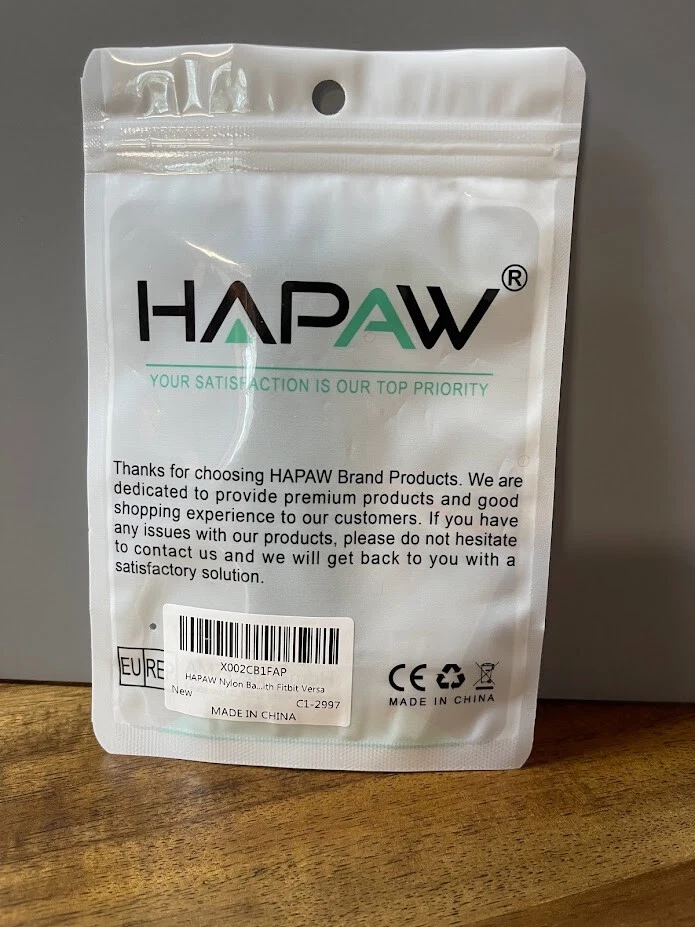 HAPAW®
YOUR SATISFACTION IS OUR TOP PRIORITY
Thanks for choosing HAPAW Brand Products. We are
dedicated to provide premium products and good
shopping experience to our customers. If you have
any issues with our products, please do not hesitate
to contact us and we will get back to you with a
satisfactory solution.
EU RE
X002CB1FAP
HAPAW Nylon Ba...ith Fitbit Versa
New
C1-2997
MADE IN CHINA
CE
MADE IN CHINA